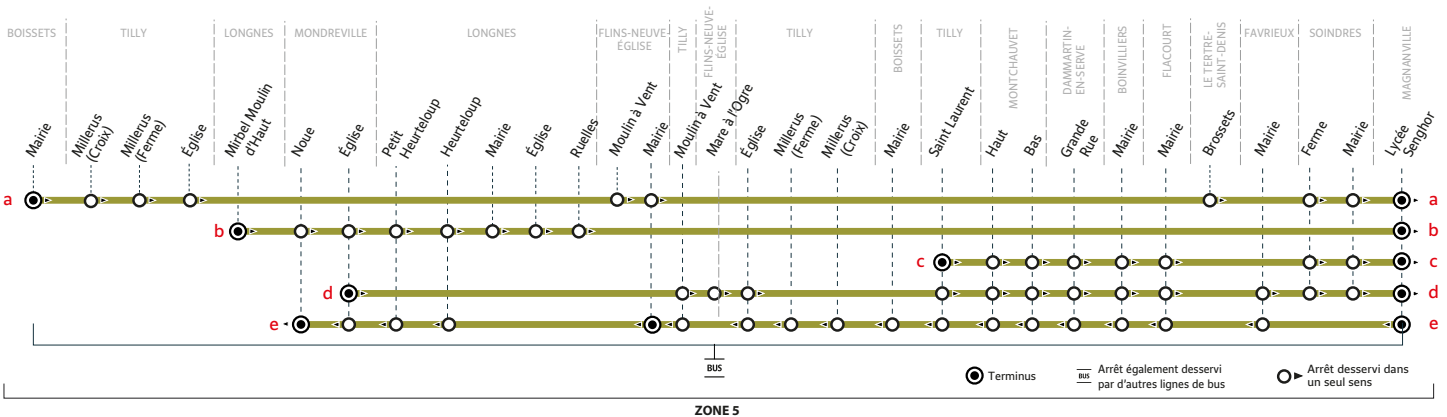 BOISSETS
TILLY
LONGNES
MONDREVILLE
LONGNES
FLINS-NEUVE-
ÉGLISE
TILLY
FLINS-NEUVE-
ÉGLISE
TILLY
BOISSETS
TILLY
MONTCHAUVET
DAMMARTIN-
EN-SERVE
BOINVILLIERS
FLACOURT
LE TERTRE-
SAINT-DENIS
FAVRIEUX
SOINDRES
MAGNANVILLE
Mairie
Millerus
(Croix)
Millerus
(Ferme)
Église
Mirbel Moulin
d'Haut
Noue
Église
Petit
Heurteloup
Heurteloup
Mairie
Église
Ruelles
Moulin à Vent
Mairie
Moulin à Vent
Mare à l'Ogre
Église
Millerus
(Ferme)
Millerus
(Croix)
Mairie
Saint Laurent
Haut
Bas
Grande
Rue
Mairie
Mairie
Brossets
Mairie
Ferme
Mairie
Lycée
Senghor
a a
b b
c c
d d
e e
BUS
Terminus
BUS Arrêt également desservi
par d'autres lignes de bus
Arrêt desservi dans
un seul sens
ZONE 5